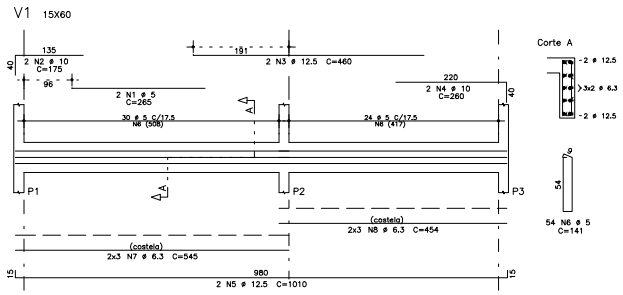 V1 15X60
135
191
Corte A
2 N2 ø 10
C=175
2 N3 ø 12.5 C=460
2 ø 12.5
40
96
220
3x2 ø 6.3
2 N1 ø 5
C=265
2 N4 ø 10
C=260
40
A
2 ø 12.5
30 ø 5 C/17.5
N6 (508)
24 ø 5 C/17.5
N6 (417)
A
P1
P2
P3
9
54
(costela)
2x3 N8 ø 6.3 C=454
54 N6 ø 5
C=141
(costela)
2x3 N7 ø 6.3 C=545
15
980
15
2 N5 ø 12.5 C=1010